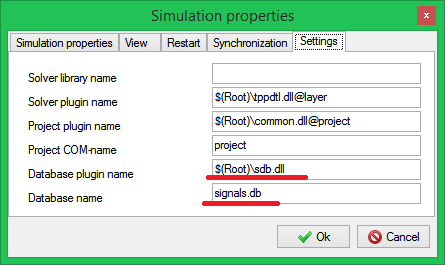 Simulation properties
x
Simulation properties View Restart Synchronization Settings
Solver library name
Solver plugin name $(Root)\tppdtl.dll@layer
Project plugin name $(Root)\common.dll@project
Project COM-name project
Database plugin name $(Root)\sdb.dll
Database name signals.db
Ok Cancel